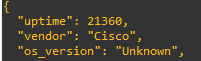 {
"uptime": 21360,
"vendor": "Cisco",
"os_version": "Unknown",